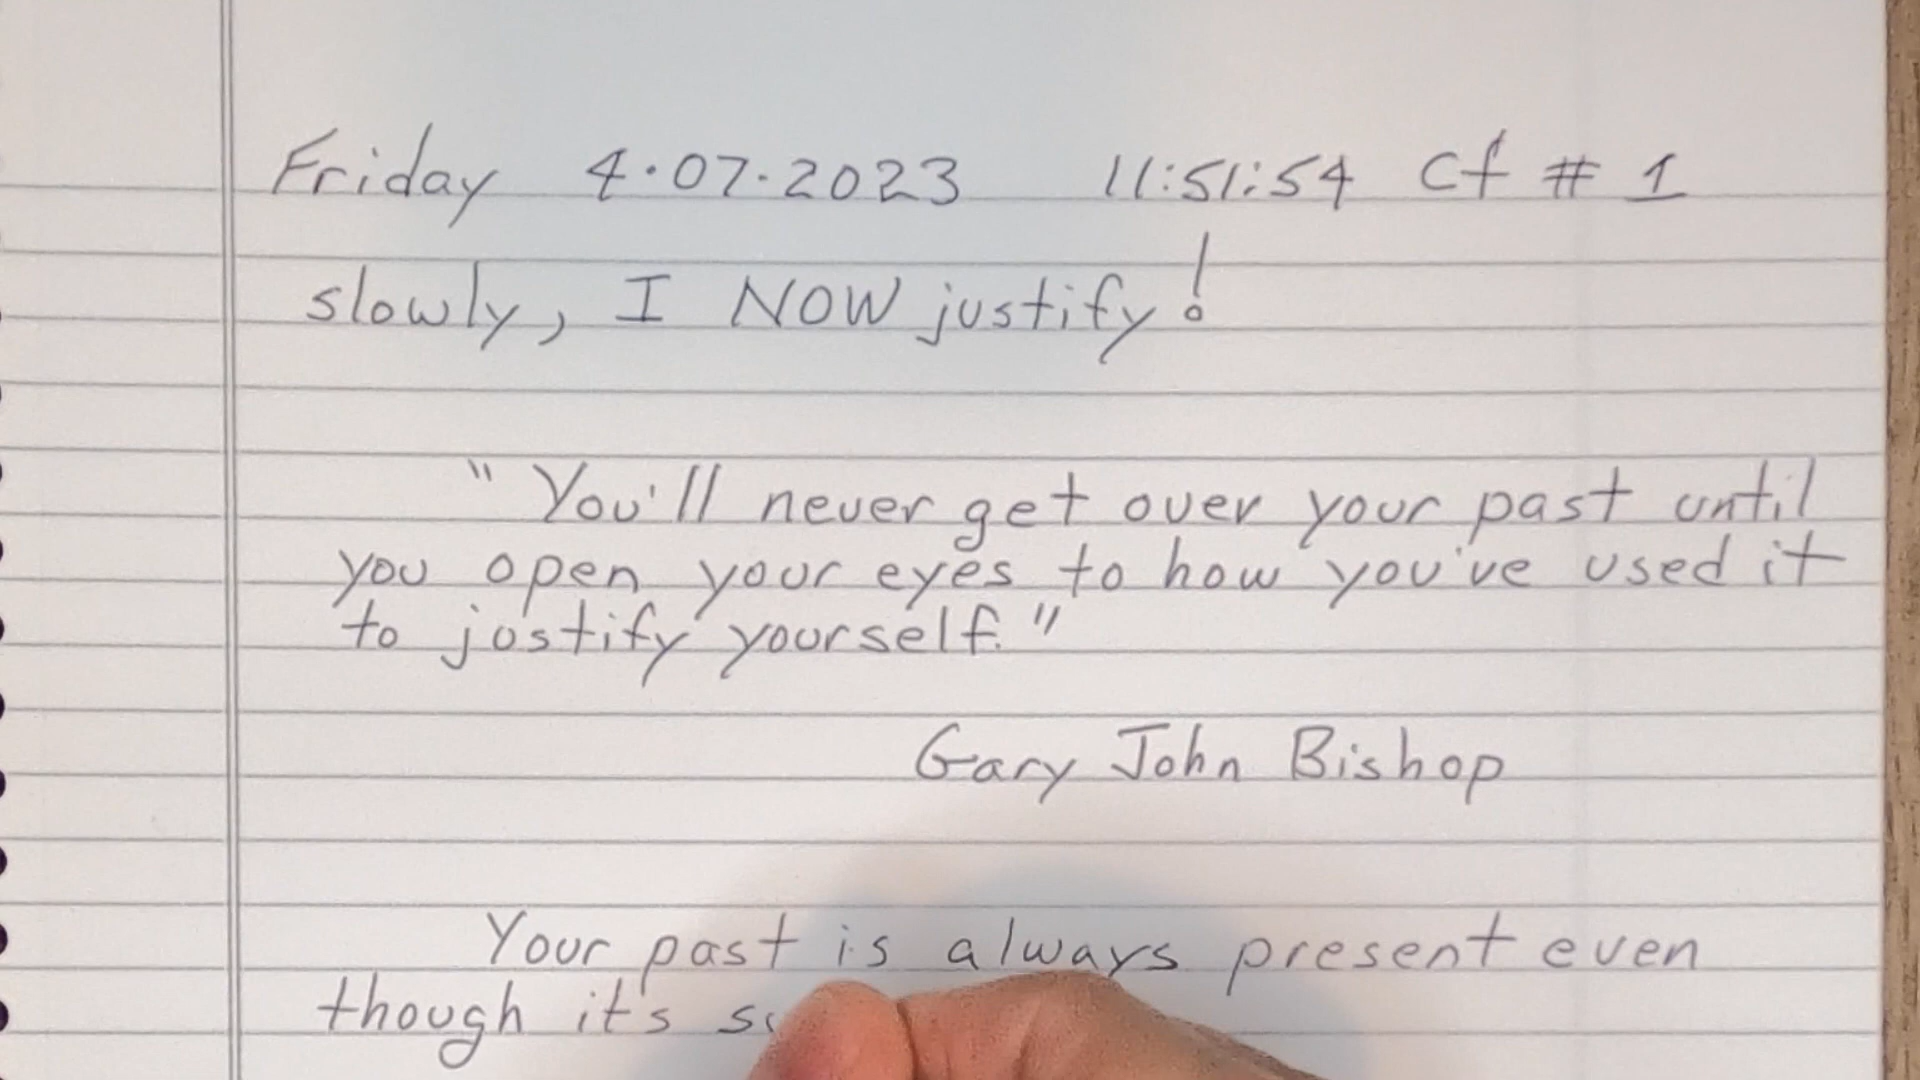 Friday 4.07.2023 11:51:54 Cf # 1
slowly, I NOW justify!
"You'll never get over your past until
you open your eyes to how you've used it
to justify yourself."
Gary John Bishop
Your past is always present even
though it's